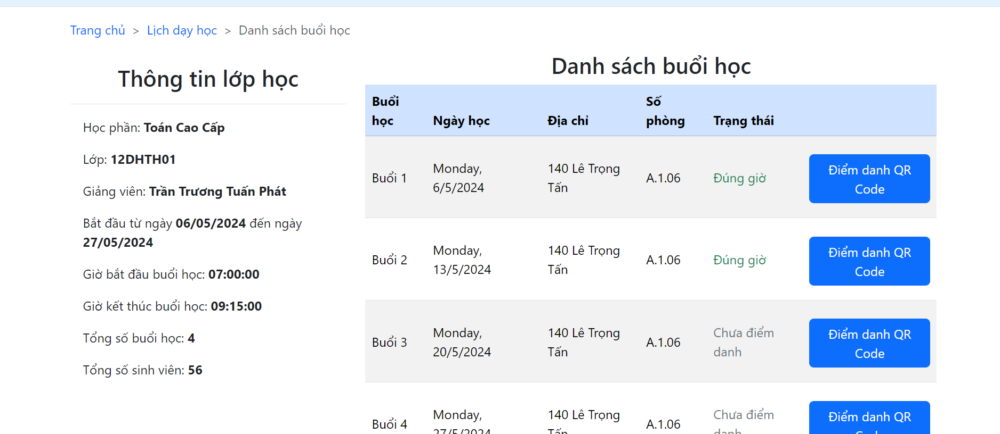 Trang chủ > Lịch dạy học > Danh sách buổi học
Thông tin lớp học
Học phần: Toán Cao Cấp
Lớp: 12DHTH01
Giảng viên: Trần Trương Tuấn Phát
Bắt đầu từ ngày 06/05/2024 đến ngày
27/05/2024
Giờ bắt đầu buổi học: 07:00:00
Giờ kết thúc buổi học: 09:15:00
Tổng số buổi học: 4
Tổng số sinh viên: 56
Danh sách buổi học
Buổi
học
Ngày học
Địa chỉ
Số
phòng
Trạng thái
Buổi 1
Monday,
6/5/2024
140 Lê Trọng
Tấn
A.1.06
Đúng giờ
Điểm danh QR
Code
Buổi 2
Monday,
13/5/2024
140 Lê Trọng
Tấn
A.1.06
Đúng giờ
Điểm danh QR
Code
Buổi 3
Monday,
20/5/2024
140 Lê Trọng
Tấn
A.1.06
Chưa điểm
danh
Điểm danh QR
Code
Buổi 4
Monday,
27/5/2024
140 Lê Trọng
Tấn
A.1.06
Chưa điểm
danh
Điểm danh QR
Code